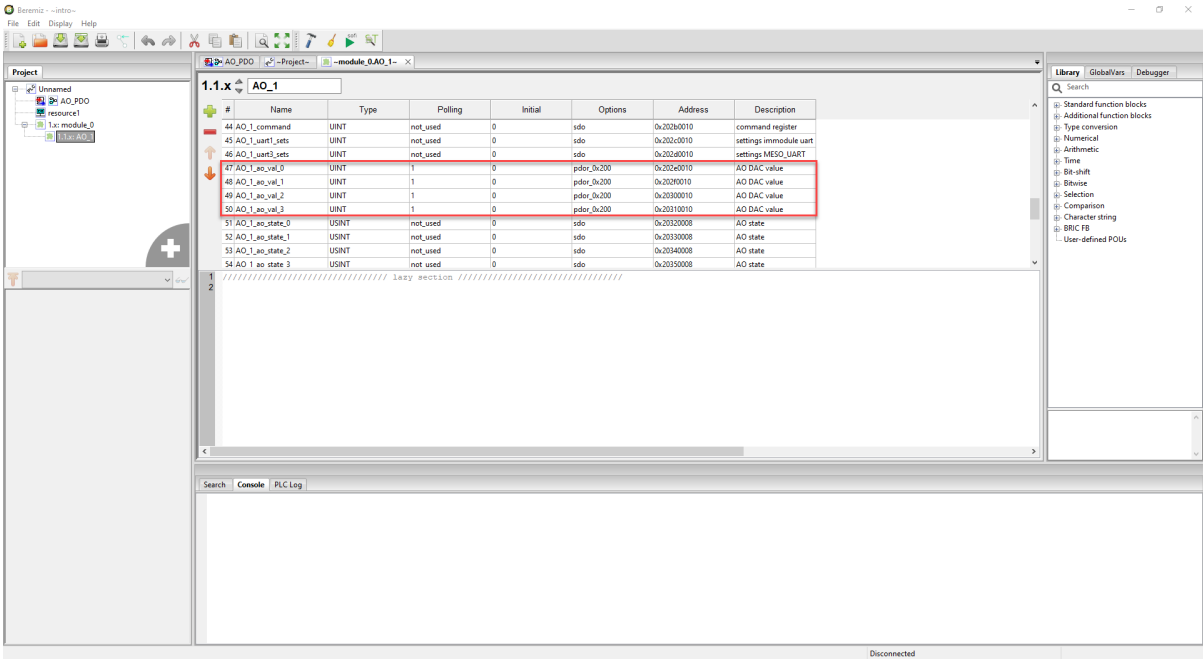 Beremiz - ~intro~
File Edit Display Help
Project
Unnamed
AO_PDO
resource1
1.x: module_0
1.1.x: AO_1
AO_PDO ~Project~ ~module_0.AO_1~
1.1.x AO_1
# Name Type Polling Initial Options Address Description
44 AO_1_command UINT not_used 0 sdo 0x202b0010 command register
45 AO_1_uart1_sets UINT not_used 0 sdo 0x202c0010 settings immodule uart
46 AO_1_uart3_sets UINT not_used 0 sdo 0x202d0010 settings MESO_UART
47 AO_1_ao_val_0 UINT 1 0 pdor_0x200 0x202e0010 AO DAC value
48 AO_1_ao_val_1 UINT 1 0 pdor_0x200 0x202f0010 AO DAC value
49 AO_1_ao_val_2 UINT 1 0 pdor_0x200 0x20300010 AO DAC value
50 AO_1_ao_val_3 UINT 1 0 pdor_0x200 0x20310010 AO DAC value
51 AO_1_ao_state_0 USINT not_used 0 sdo 0x20320008 AO state
52 AO_1_ao_state_1 USINT not_used 0 sdo 0x20330008 AO state
53 AO_1_ao_state_2 USINT not_used 0 sdo 0x20340008 AO state
54 AO_1_ao_state_3 USINT not_used 0 sdo 0x20350008 AO state
1 ///////////////////////////////// lazy section /////////////////////////////////
2
Search Console PLC Log
Library GlobalVars Debugger
Search
Standard function blocks
Additional function blocks
Type conversion
Numerical
Arithmetic
Time
Bit-shift
Bitwise
Selection
Comparison
Character string
BRIC FB
User-defined POUs
Disconnected